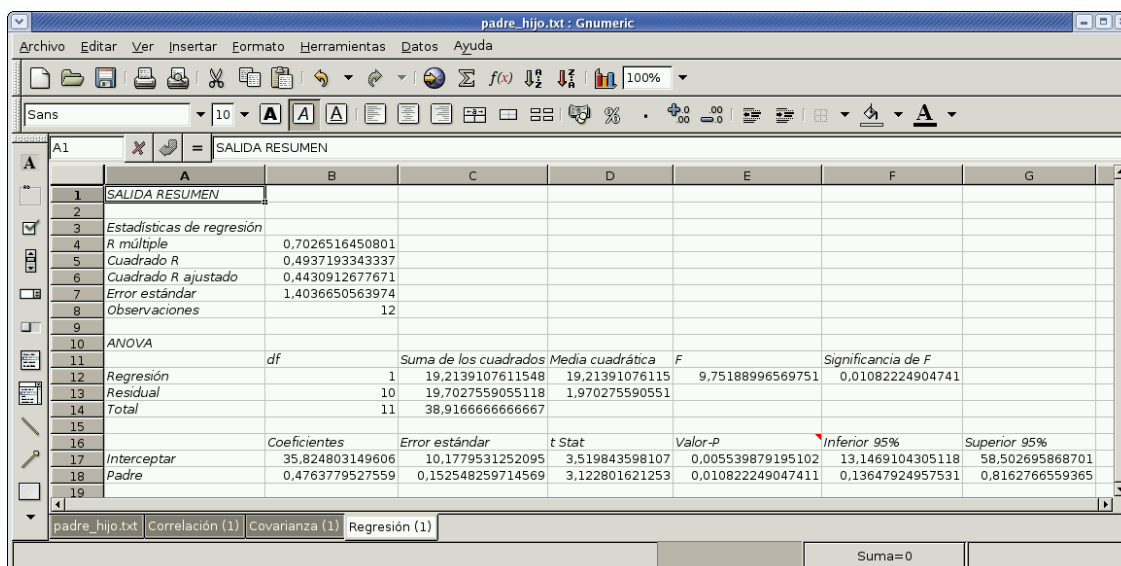 padre_hijo.txt : Gnumeric
Archivo Editar Ver Insertar Formato Herramientas Datos Ayuda
f(x) 100%
Sans 10 A A A % A
A1 = SALIDA RESUMEN
A B C D E F G
1 SALIDA RESUMEN
2
3 Estadísticas de regresión
4 R múltiple 0,7026516450801
5 Cuadrado R 0,4937193343337
6 Cuadrado R ajustado 0,4430912677671
7 Error estándar 1,4036650563974
8 Observaciones 12
9
10 ANOVA
11 df Suma de los cuadrados Media cuadrática F Significancia de F
12 Regresión 1 19,2139107611548 19,21391076115 9,75188996569751 0,01082224904741
13 Residual 10 19,7027559055118 1,970275590551
14 Total 11 38,9166666666667
15
16 Coeficientes Error estándar t Stat Valor-P Inferior 95% Superior 95%
17 Interceptar 35,824803149606 10,1779531252095 3,519843598107 0,005539879195102 13,1469104305118 58,502695868701
18 Padre 0,4763779527559 0,152548259714569 3,122801621253 0,010822249047411 0,13647924957531 0,8162766559365
19
padre_hijo.txt Correlación (1) Covarianza (1) Regresión (1)
Suma=0